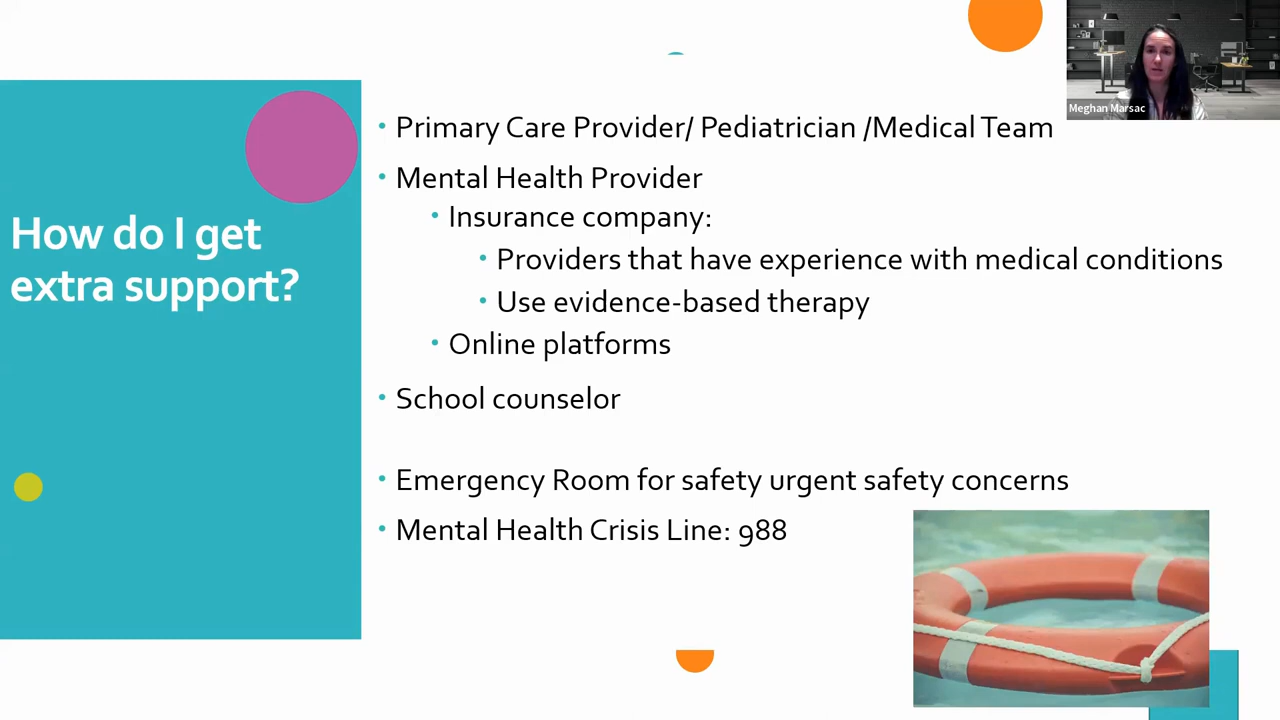 How do I get
extra support?
• Primary Care Provider/ Pediatrician /Medical Team
• Mental Health Provider
• Insurance company:
• Providers that have experience with medical conditions
• Use evidence-based therapy
• Online platforms
• School counselor
• Emergency Room for safety urgent safety concerns
• Mental Health Crisis Line: 988
Meghan Marsac